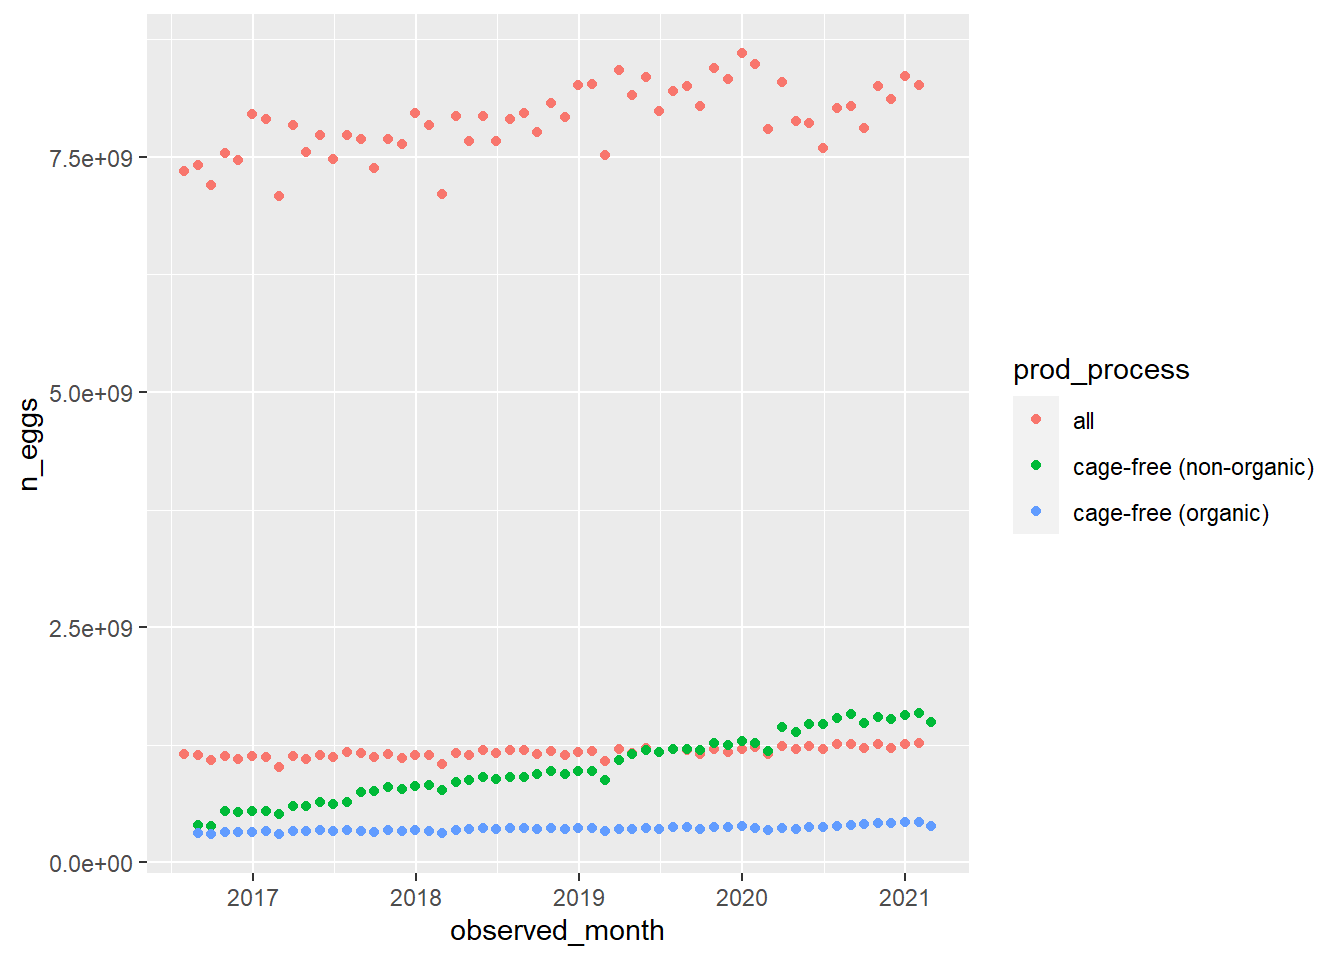 7.5e+09
5.0e+09
2.5e+09
0.0e+00
n_eggs
2017 2018 2019 2020 2021
observed_month
prod_process
all
cage-free (non-organic)
cage-free (organic)